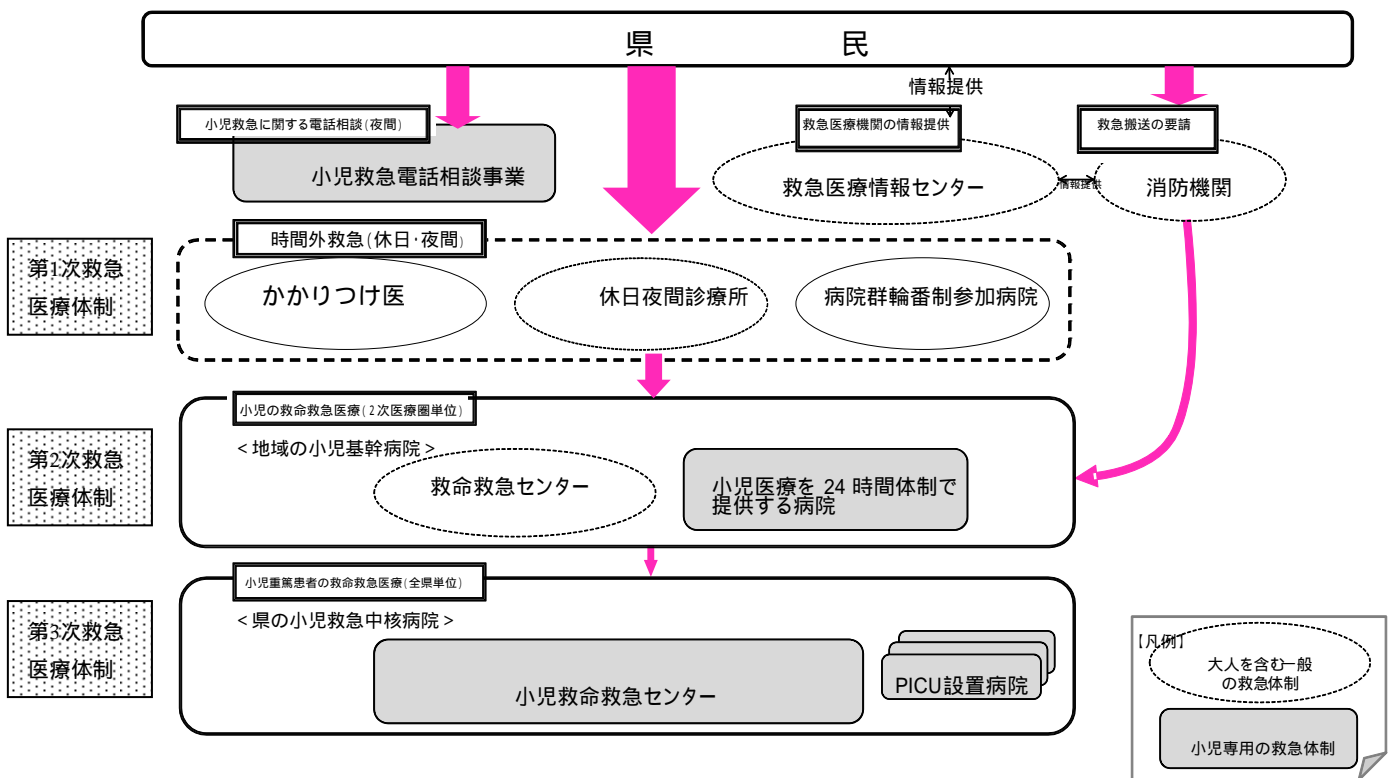 県 民
情報提供
小児救急に関する電話相談(夜間)
小児救急電話相談事業
救急医療機関の情報提供
救急医療情報センター
情報提供
救急搬送の要請
消防機関
第1次救急
医療体制
時間外救急(休日・夜間)
かかりつけ医
休日夜間診療所
病院群輪番制参加病院
第2次救急
医療体制
小児の救命救急医療(2次医療圏単位)
<地域の小児基幹病院>
救命救急センター
小児医療を 24 時間体制で
提供する病院
第3次救急
医療体制
小児重篤患者の救命救急医療(全県単位)
<県の小児救急中核病院>
小児救命救急センター
PICU設置病院
【凡例】
大人を含む一般
の救急体制
小児専用の救急体制